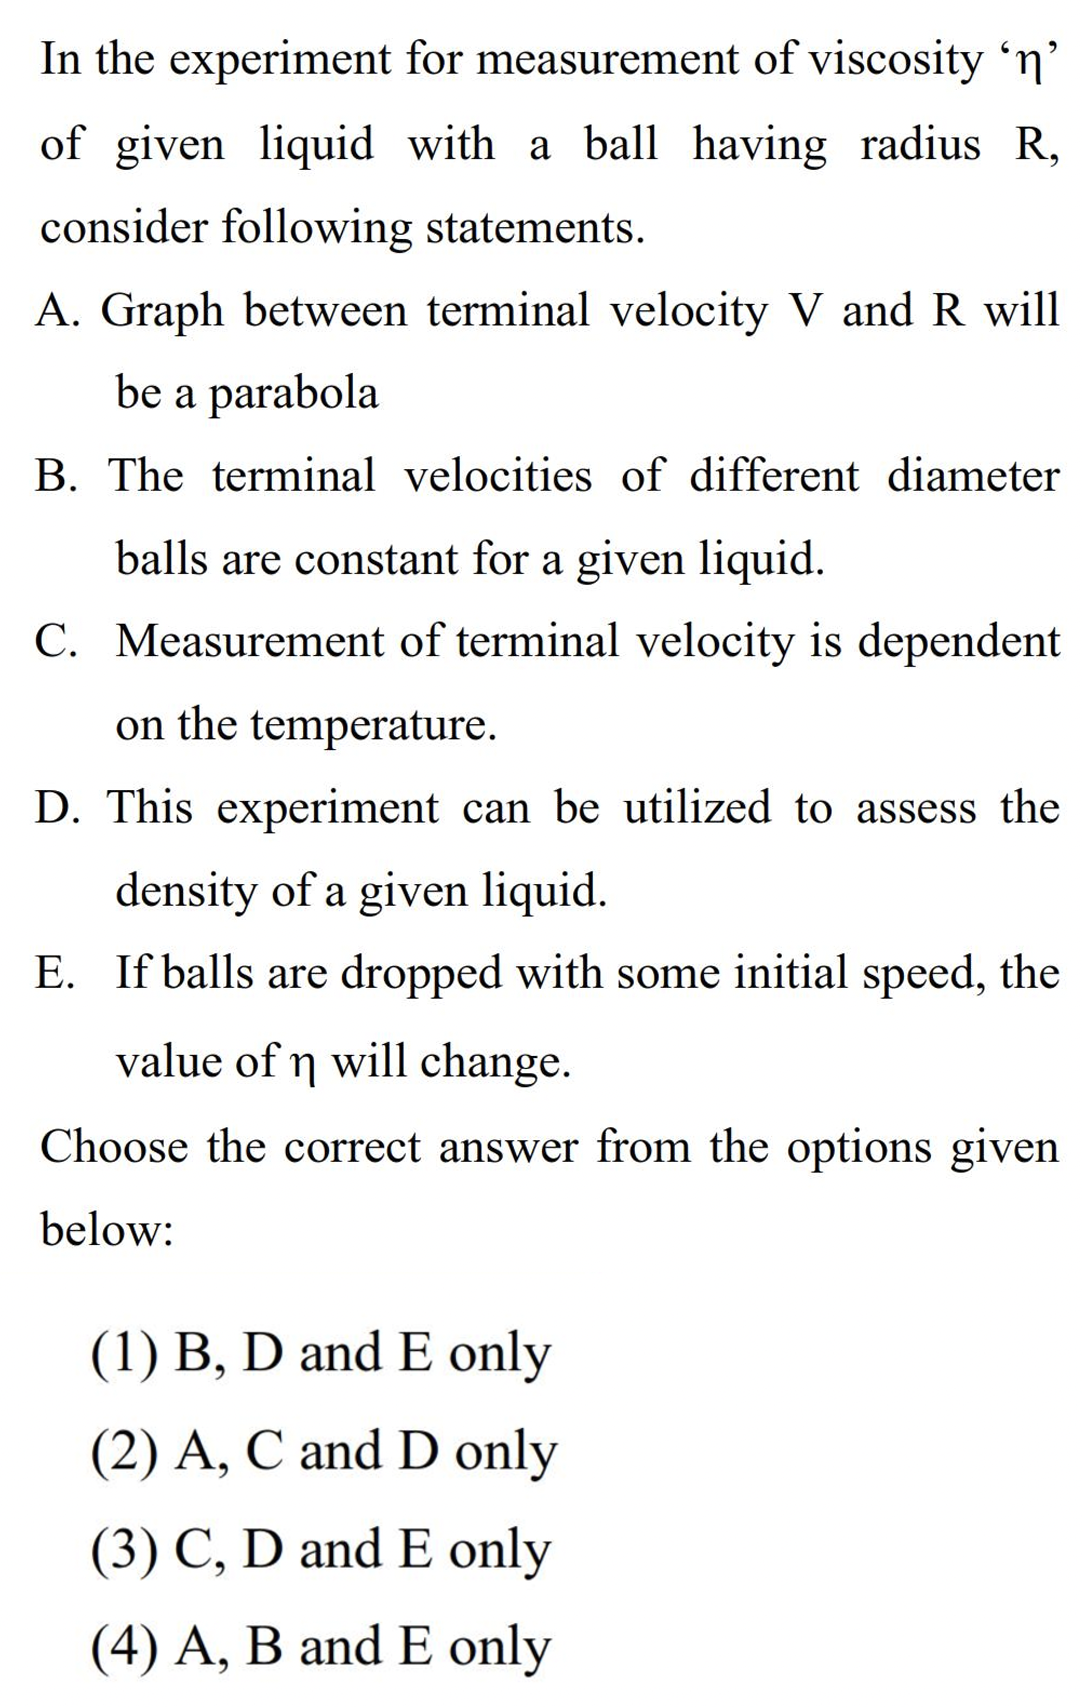 In the experiment for measurement of viscosity ‘η’
of given liquid with a ball having radius R,
consider following statements.
A. Graph between terminal velocity V and R will
be a parabola
B. The terminal velocities of different diameter
balls are constant for a given liquid.
C. Measurement of terminal velocity is dependent
on the temperature.
D. This experiment can be utilized to assess the
density of a given liquid.
E. If balls are dropped with some initial speed, the
value of η will change.
Choose the correct answer from the options given
below:
(1) B, D and E only
(2) A, C and D only
(3) C, D and E only
(4) A, B and E only